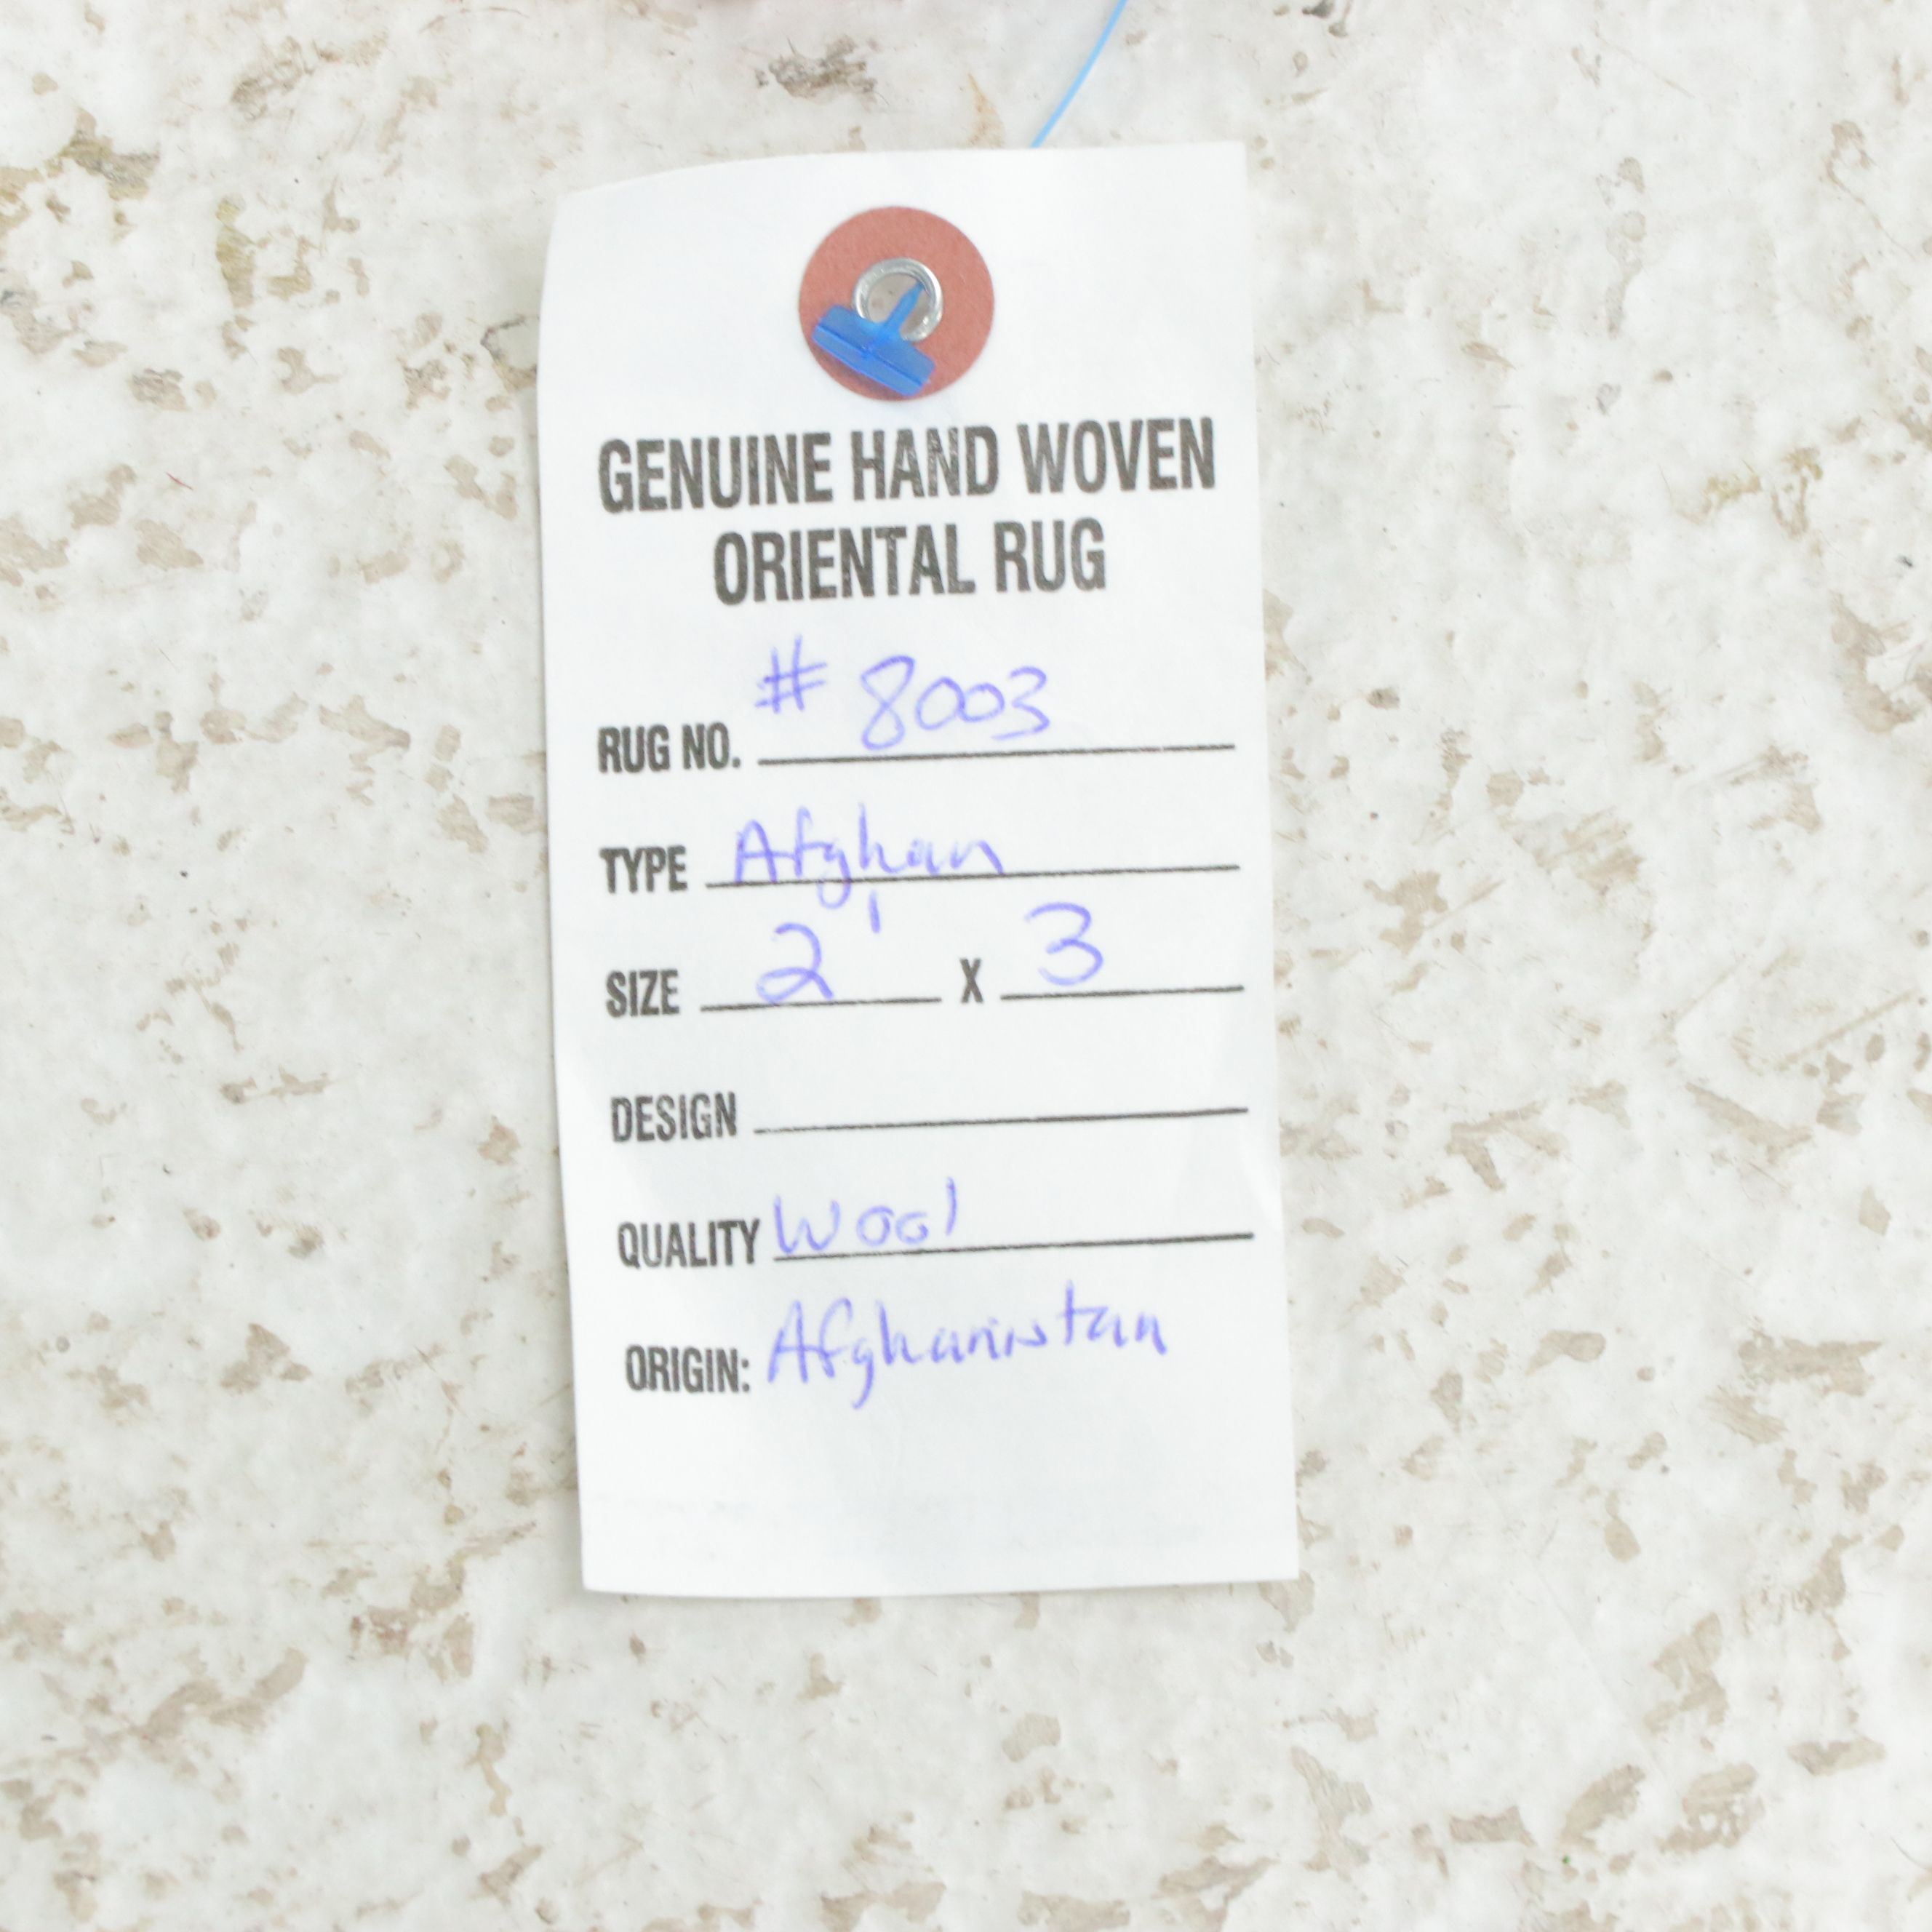 GENUINE HAND WOVEN
ORIENTAL RUG
RUG NO. # 8003
TYPE Afghan
SIZE 2' X 3
DESIGN
QUALITY Wool
ORIGIN: Afghanistan